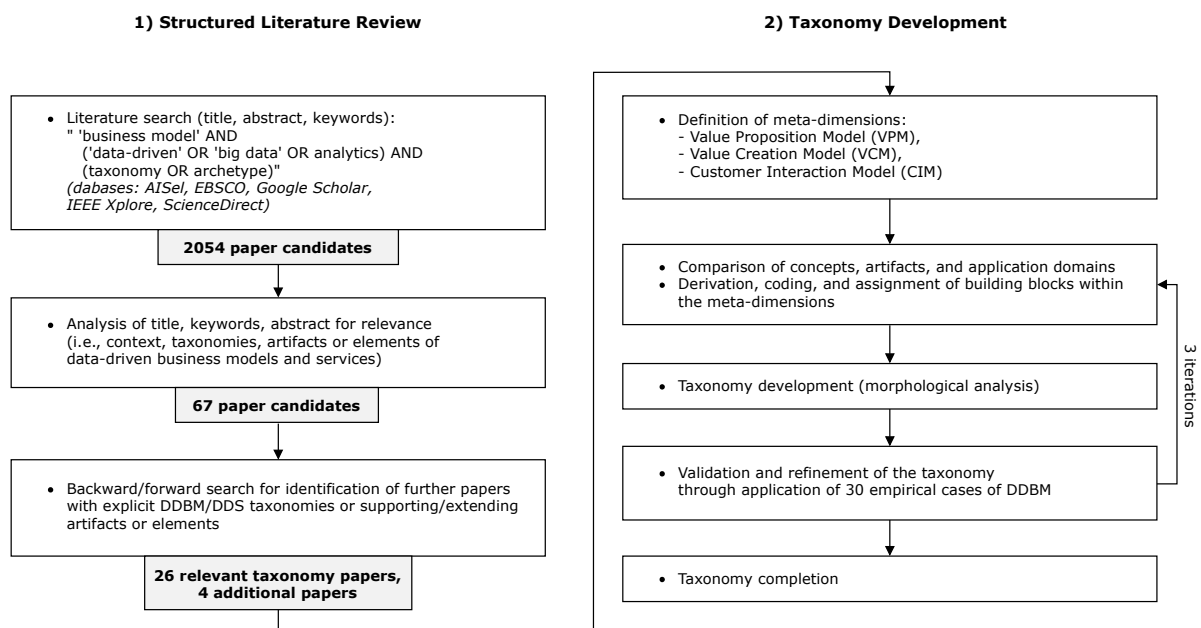 1) Structured Literature Review
• Literature search (title, abstract, keywords):
" 'business model' AND
('data-driven' OR 'big data' OR analytics) AND
(taxonomy OR archetype)"
(dabases: AISel, EBSCO, Google Scholar,
IEEE Xplore, ScienceDirect)
2054 paper candidates
• Analysis of title, keywords, abstract for relevance
(i.e., context, taxonomies, artifacts or elements of
data-driven business models and services)
67 paper candidates
• Backward/forward search for identification of further papers
with explicit DDBM/DDS taxonomies or supporting/extending
artifacts or elements
26 relevant taxonomy papers,
4 additional papers
2) Taxonomy Development
• Definition of meta-dimensions:
- Value Proposition Model (VPM),
- Value Creation Model (VCM),
- Customer Interaction Model (CIM)
• Comparison of concepts, artifacts, and application domains
• Derivation, coding, and assignment of building blocks within
the meta-dimensions
• Taxonomy development (morphological analysis)
• Validation and refinement of the taxonomy
through application of 30 empirical cases of DDBM
3 iterations
• Taxonomy completion